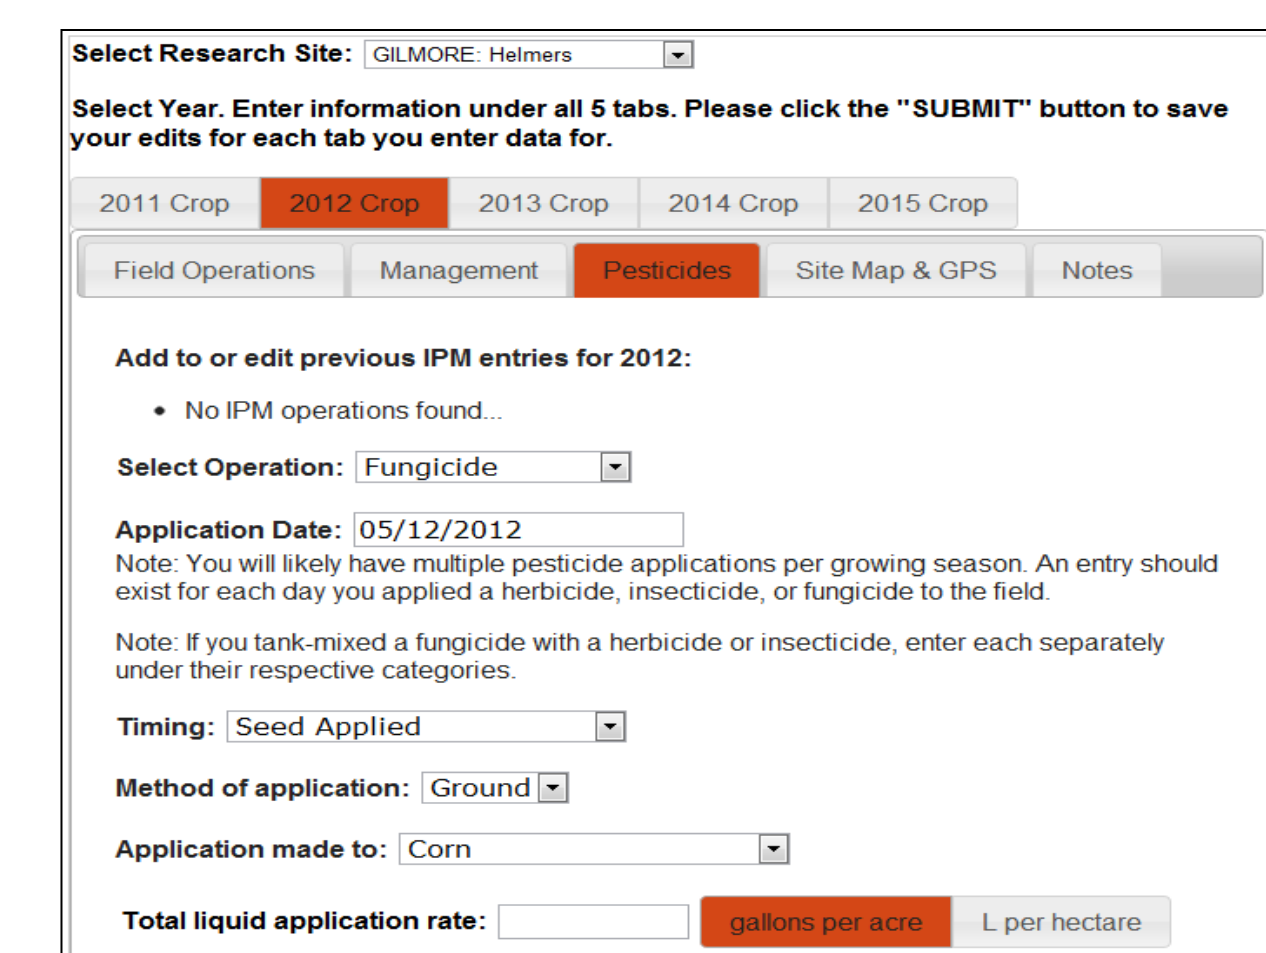 Select Research Site: GILMORE: Helmers
Select Year. Enter information under all 5 tabs. Please click the "SUBMIT" button to save
your edits for each tab you enter data for.
2011 Crop 2012 Crop 2013 Crop 2014 Crop 2015 Crop
Field Operations Management Pesticides Site Map & GPS Notes
Add to or edit previous IPM entries for 2012:
• No IPM operations found...
Select Operation: Fungicide
Application Date: 05/12/2012
Note: You will likely have multiple pesticide applications per growing season. An entry should
exist for each day you applied a herbicide, insecticide, or fungicide to the field.
Note: If you tank-mixed a fungicide with a herbicide or insecticide, enter each separately
under their respective categories.
Timing: Seed Applied
Method of application: Ground
Application made to: Corn
Total liquid application rate: gallons per acre L per hectare